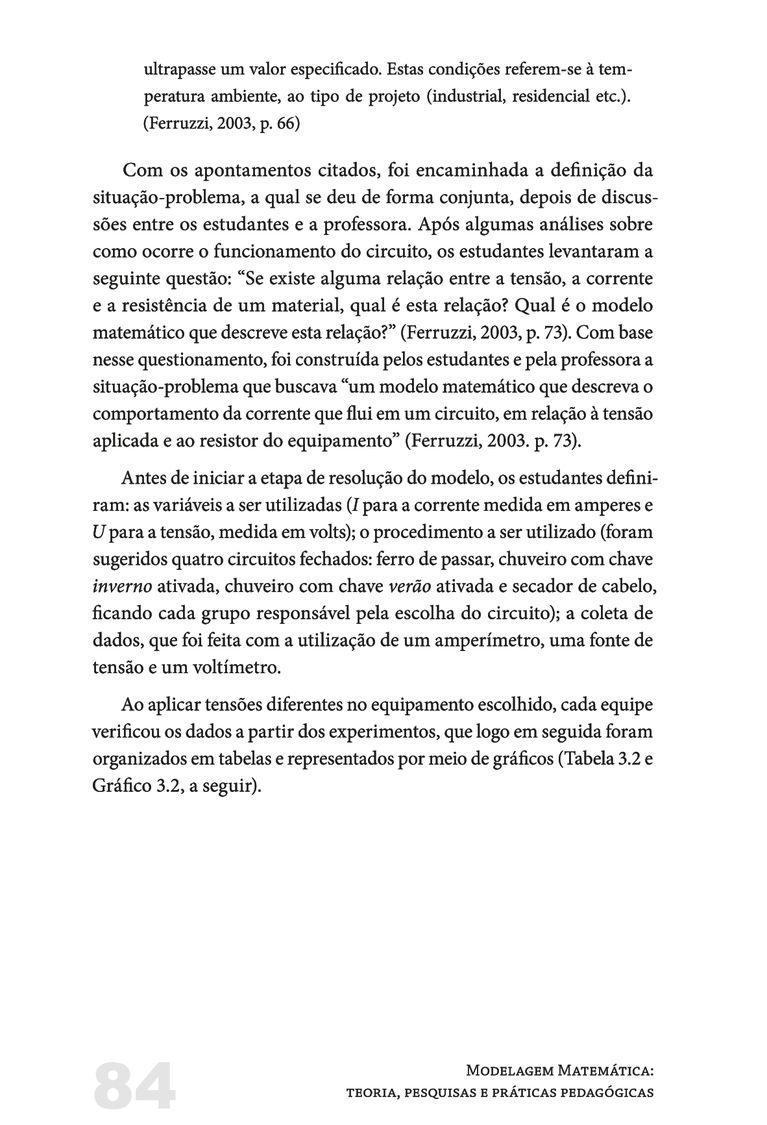 ultrapasse um valor especificado. Estas condições referem-se à tem-
peratura ambiente, ao tipo de projeto (industrial, residencial etc.).
(Ferruzzi, 2003, p. 66)
Com os apontamentos citados, foi encaminhada a definição da
situação-problema, a qual se deu de forma conjunta, depois de discus-
sões entre os estudantes e a professora. Após algumas análises sobre
como ocorre o funcionamento do circuito, os estudantes levantaram a
seguinte questão: “Se existe alguma relação entre a tensão, a corrente
e a resistência de um material, qual é esta relação? Qual é o modelo
matemático que descreve esta relação?” (Ferruzzi, 2003, p. 73). Com base
nesse questionamento, foi construída pelos estudantes e pela professora a
situação-problema que buscava “um modelo matemático que descreva o
comportamento da corrente que flui em um circuito, em relação à tensão
aplicada e ao resistor do equipamento” (Ferruzzi, 2003. p. 73).
Antes de iniciar a etapa de resolução do modelo, os estudantes defini-
ram: as variáveis a ser utilizadas (I para a corrente medida em amperes e
U para a tensão, medida em volts); o procedimento a ser utilizado (foram
sugeridos quatro circuitos fechados: ferro de passar, chuveiro com chave
inverno ativada, chuveiro com chave verão ativada e secador de cabelo,
ficando cada grupo responsável pela escolha do circuito); a coleta de
dados, que foi feita com a utilização de um amperímetro, uma fonte de
tensão e um voltímetro.
Ao aplicar tensões diferentes no equipamento escolhido, cada equipe
verificou os dados a partir dos experimentos, que logo em seguida foram
organizados em tabelas e representados por meio de gráficos (Tabela 3.2 e
Gráfico 3.2, a seguir).
84
Modelagem Matemática:
teoria, pesquisas e práticas pedagógicas